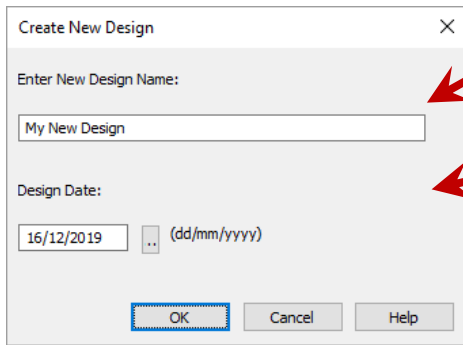 Create New Design
Enter New Design Name:
My New Design
Design Date:
16/12/2019 .. (dd/mm/yyyy)
OK Cancel Help